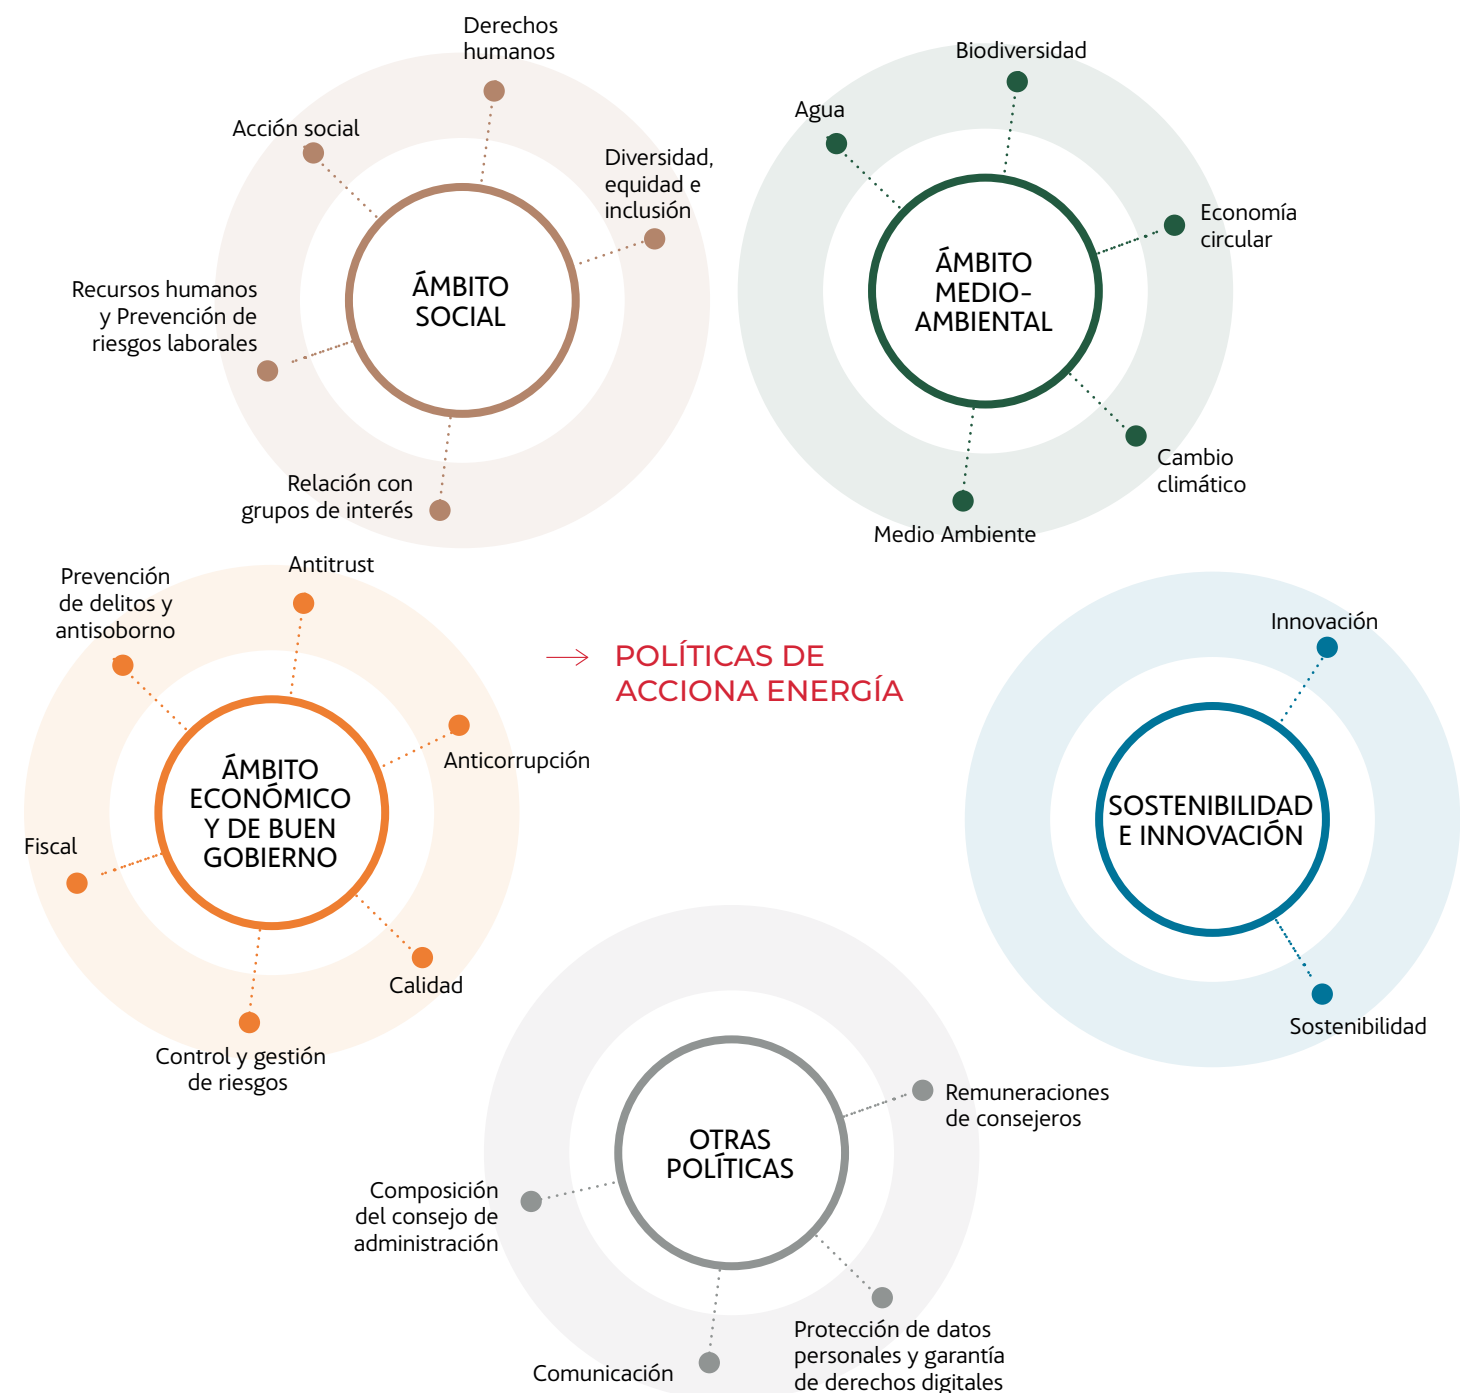 Derechos
humanos
Acción social
Diversidad,
equidad e
inclusión
ÁMBITO
SOCIAL
Recursos humanos
y Prevención de
riesgos laborales
Relación con
grupos de interés
Biodiversidad
Agua
Economía
circular
ÁMBITO
MEDIO-
AMBIENTAL
Cambio
climático
Medio Ambiente
Antitrust
Prevención
de delitos y
antisoborno
Anticorrupción
ÁMBITO
ECONÓMICO
Y DE BUEN
GOBIERNO
Fiscal
Calidad
Control y gestión
de riesgos
→ POLÍTICAS DE
ACCIONA ENERGÍA
Innovación
SOSTENIBILIDAD
E INNOVACIÓN
Sostenibilidad
Remuneraciones
de consejeros
OTRAS
POLÍTICAS
Composición
del consejo de
administración
Comunicación
Protección de datos
personales y garantía
de derechos digitales